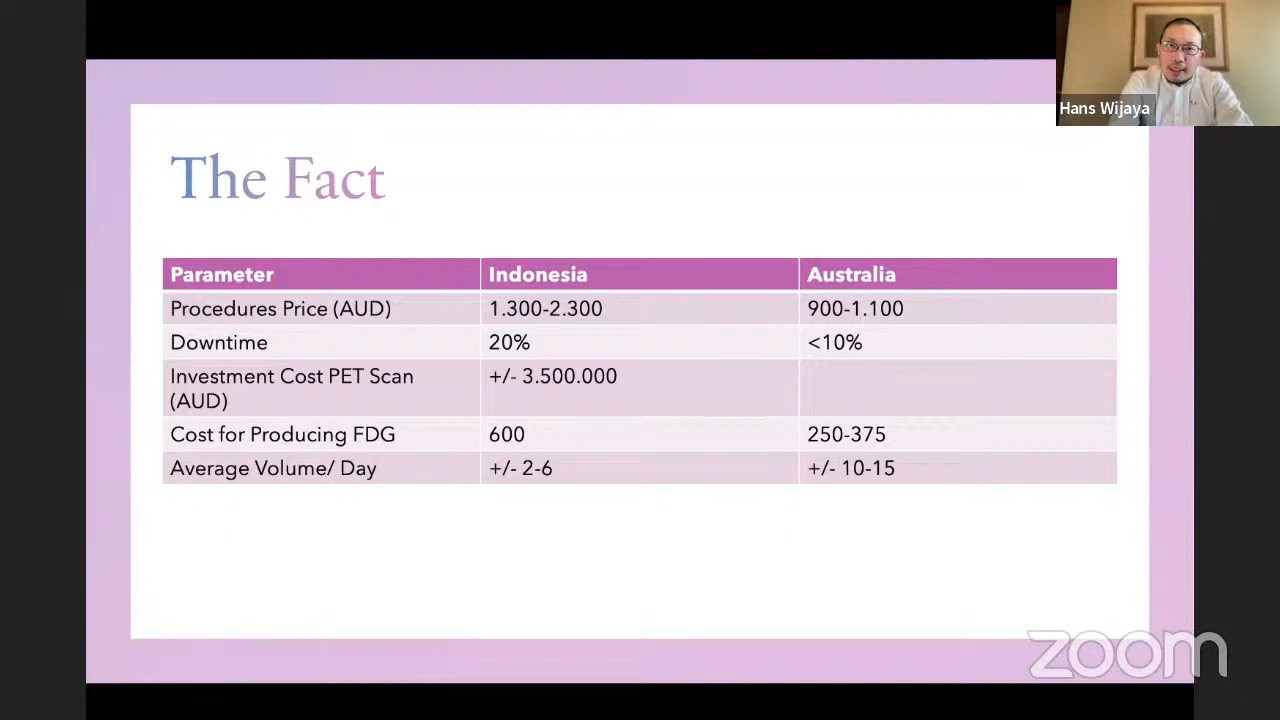 Hans Wijaya
The Fact
Parameter Indonesia Australia
Procedures Price (AUD) 1.300-2.300 900-1.100
Downtime 20% <10%
Investment Cost PET Scan +/- 3.500.000
(AUD)
Cost for Producing FDG 600 250-375
Average Volume/ Day +/- 2-6 +/- 10-15
zoom